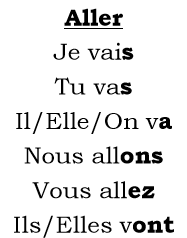 Aller
Je vais
Tu vas
Il/Elle/On va
Nous allons
Vous allez
Ils/Elles vont